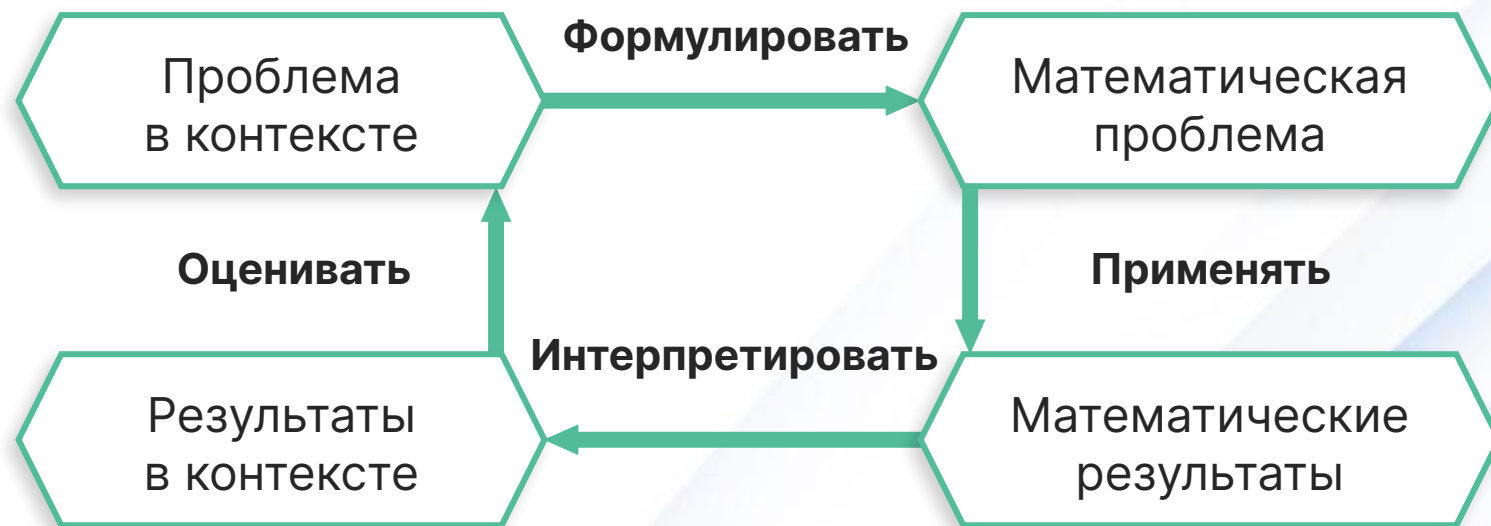 Формулировать
Проблема
в контексте
Математическая
проблема
Оценивать
Применять
Интерпретировать
Результаты
в контексте
Математические
результаты